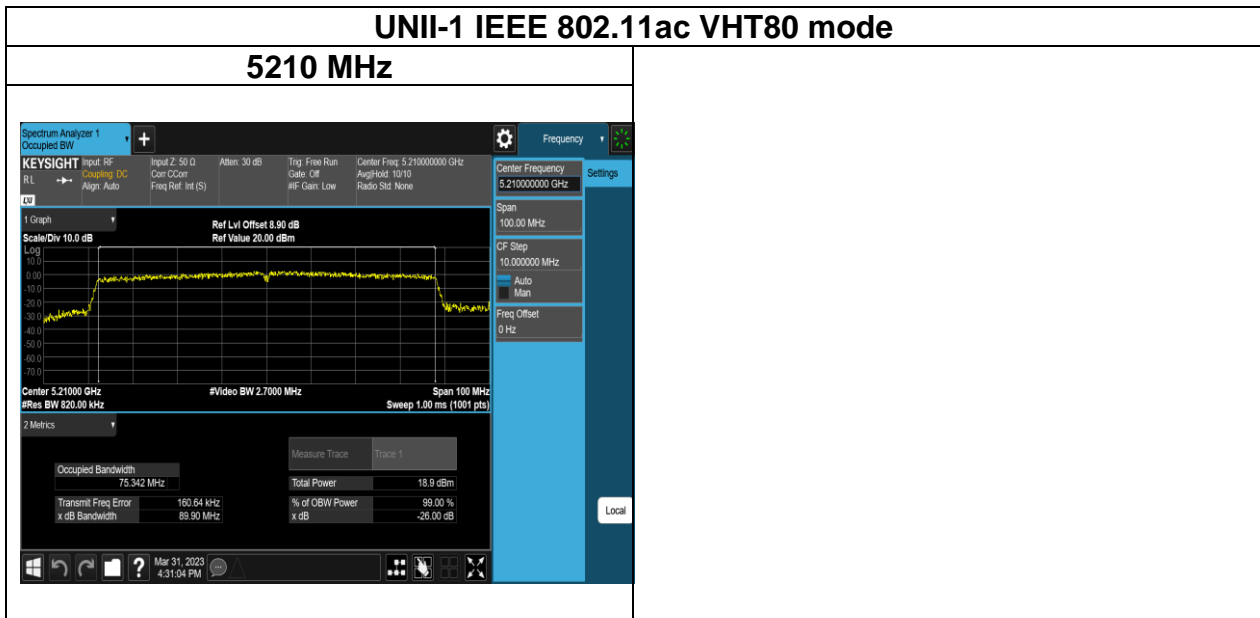 UNII-1 IEEE 802.11ac VHT80 mode
5210 MHz
Spectrum Analyzer 1
Occupied BW
+
Frequency
KEYSIGHT Input: RF Input Z: 50 Ω Atten: 30 dB Trig: Free Run Center Freq: 5.210000000 GHz
RL Coupling: DC Corr CCorr Gate: Off Avg|Hold: 10/10
Align: Auto Freq Ref: Int (S) #IF Gain: Low Radio Std: None
LXI
Center Frequency
5.210000000 GHz
Settings
Span
100.00 MHz
CF Step
10.000000 MHz
Auto
Man
Freq Offset
0 Hz
1 Graph
Ref Lvl Offset 8.90 dB
Scale/Div 10.0 dB Ref Value 20.00 dBm
Log
10.0
0.00
-10.0
-20.0
-30.0
-40.0
-50.0
-60.0
-70.0
Center 5.21000 GHz #Video BW 2.7000 MHz Span 100 MHz
#Res BW 820.00 kHz Sweep 1.00 ms (1001 pts)
2 Metrics
Measure Trace Trace 1
Occupied Bandwidth
75.342 MHz
Total Power 18.9 dBm
Transmit Freq Error 160.64 kHz % of OBW Power 99.00 %
x dB Bandwidth 89.90 MHz x dB -26.00 dB
Local
? Mar 31, 2023
4:31:04 PM